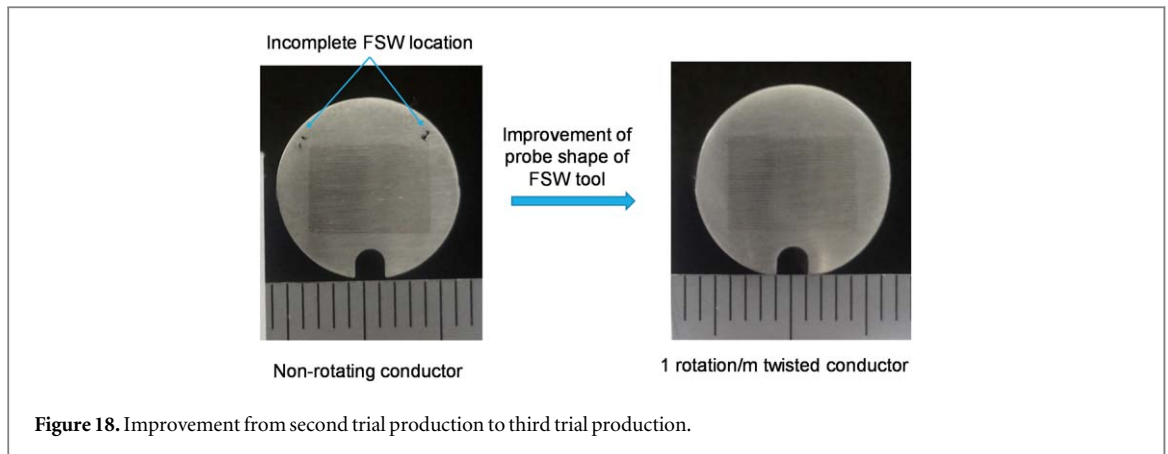 Incomplete FSW location
Improvement of
probe shape of
FSW tool
Non-rotating conductor
1 rotation/m twisted conductor
Figure 18. Improvement from second trial production to third trial production.